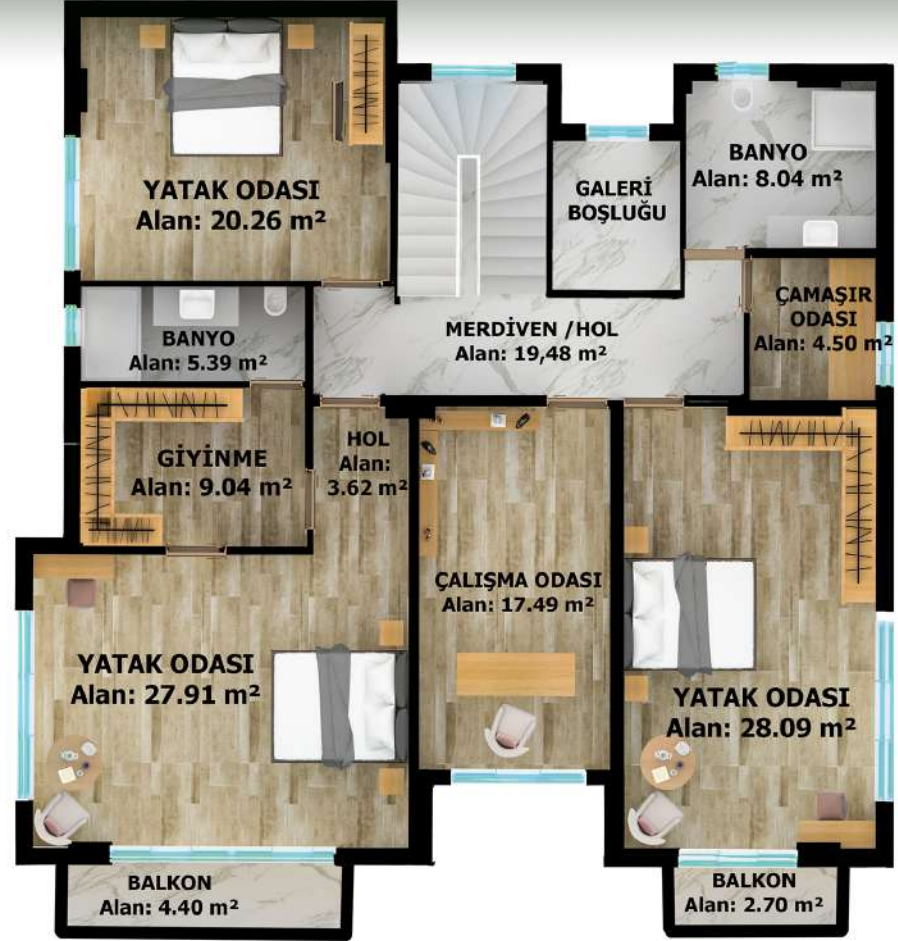 YATAK ODASI
Alan: 20.26 m²
GALERİ
BOŞLUĞU
BANYO
Alan: 8.04 m²
BANYO
Alan: 5.39 m²
MERDİVEN /HOL
Alan: 19,48 m²
ÇAMAŞIR
ODASI
Alan: 4.50 m²
GİYİNME
Alan: 9.04 m²
HOL
Alan:
3.62 m²
ÇALIŞMA ODASI
Alan: 17.49 m²
YATAK ODASI
Alan: 27.91 m²
YATAK ODASI
Alan: 28.09 m²
BALKON
Alan: 4.40 m²
BALKON
Alan: 2.70 m²